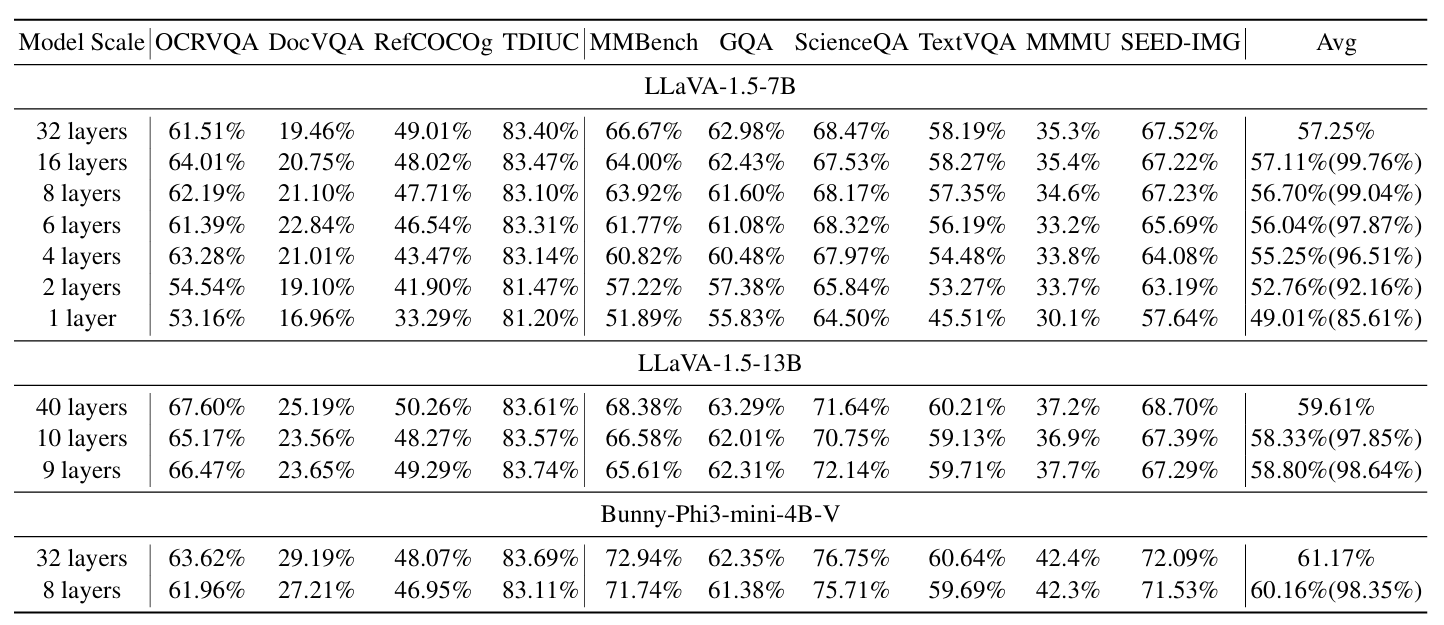 Model Scale OCRVQA DocVQA RefCOCOg TDIUC MMBench GQA ScienceQA TextVQA MMMU SEED-IMG Avg
LLaVA-1.5-7B
32 layers 61.51% 19.46% 49.01% 83.40% 66.67% 62.98% 68.47% 58.19% 35.3% 67.52% 57.25%
16 layers 64.01% 20.75% 48.02% 83.47% 64.00% 62.43% 67.53% 58.27% 35.4% 67.22% 57.11%(99.76%)
8 layers 62.19% 21.10% 47.71% 83.10% 63.92% 61.60% 68.17% 57.35% 34.6% 67.23% 56.70%(99.04%)
6 layers 61.39% 22.84% 46.54% 83.31% 61.77% 61.08% 68.32% 56.19% 33.2% 65.69% 56.04%(97.87%)
4 layers 63.28% 21.01% 43.47% 83.14% 60.82% 60.48% 67.97% 54.48% 33.8% 64.08% 55.25%(96.51%)
2 layers 54.54% 19.10% 41.90% 81.47% 57.22% 57.38% 65.84% 53.27% 33.7% 63.19% 52.76%(92.16%)
1 layer 53.16% 16.96% 33.29% 81.20% 51.89% 55.83% 64.50% 45.51% 30.1% 57.64% 49.01%(85.61%)
LLaVA-1.5-13B
40 layers 67.60% 25.19% 50.26% 83.61% 68.38% 63.29% 71.64% 60.21% 37.2% 68.70% 59.61%
10 layers 65.17% 23.56% 48.27% 83.57% 66.58% 62.01% 70.75% 59.13% 36.9% 67.39% 58.33%(97.85%)
9 layers 66.47% 23.65% 49.29% 83.74% 65.61% 62.31% 72.14% 59.71% 37.7% 67.29% 58.80%(98.64%)
Bunny-Phi3-mini-4B-V
32 layers 63.62% 29.19% 48.07% 83.69% 72.94% 62.35% 76.75% 60.64% 42.4% 72.09% 61.17%
8 layers 61.96% 27.21% 46.95% 83.11% 71.74% 61.38% 75.71% 59.69% 42.3% 71.53% 60.16%(98.35%)